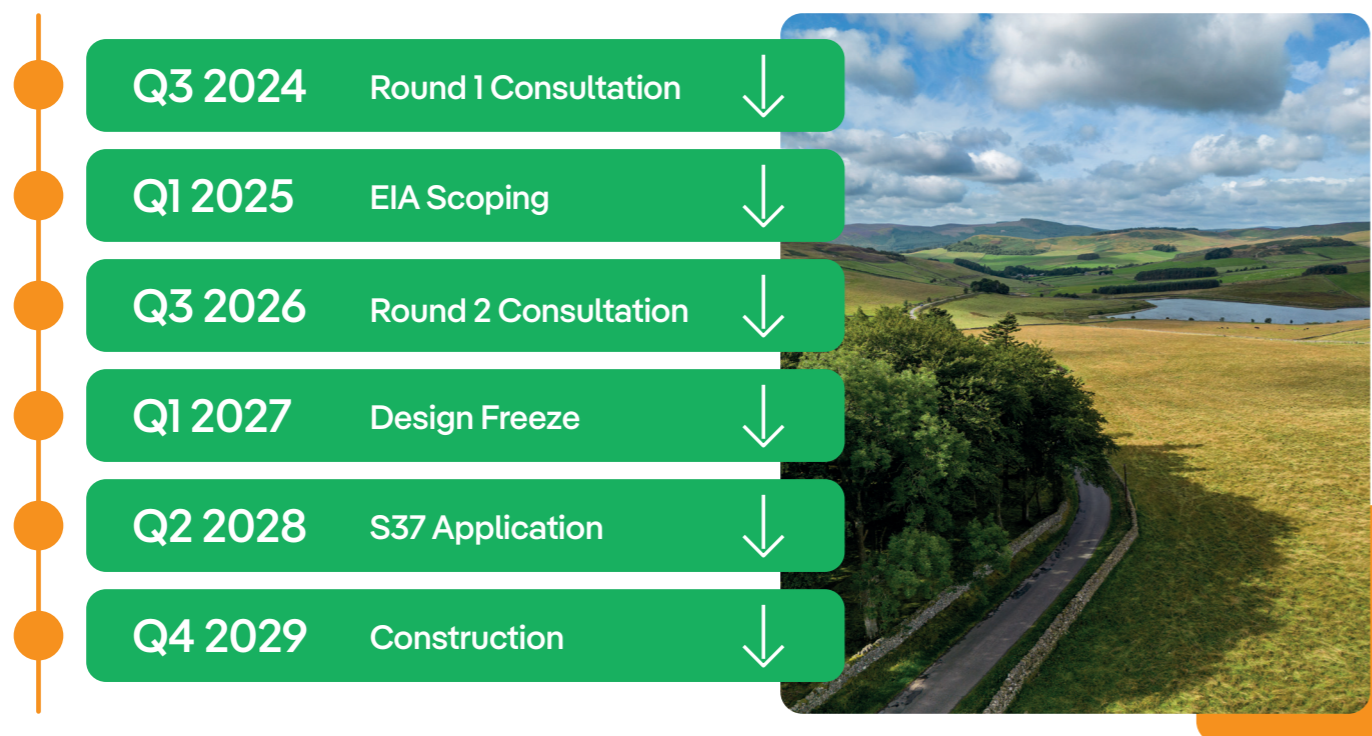 Q3 2024 Round 1 Consultation
Q1 2025 EIA Scoping
Q3 2026 Round 2 Consultation
Q1 2027 Design Freeze
Q2 2028 S37 Application
Q4 2029 Construction